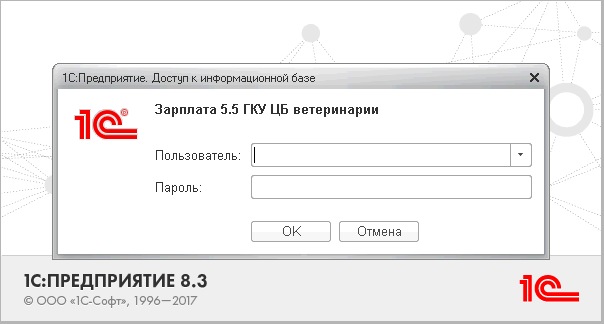 1С:Предприятие. Доступ к информационной базе
1С®
Зарплата 5.5 ГКУ ЦБ ветеринарии
Пользователь:
Пароль:
OK
Отмена
1С:ПРЕДПРИЯТИЕ 8.3
© ООО «1С-Софт», 1996—2017
1С